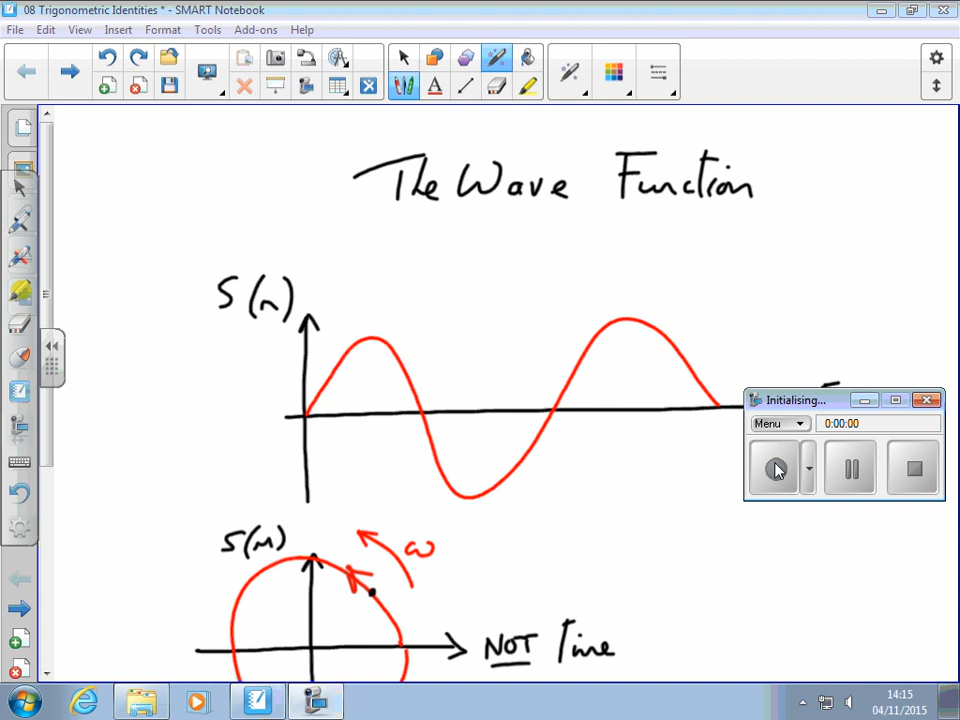 08 Trigonometric Identities * - SMART Notebook
File Edit View Insert Format Tools Add-ons Help
The Wave Function
S(m)
Initialising...
Menu 0:00:00
S(m)
ω
NOT Time
14:15
04/11/2015